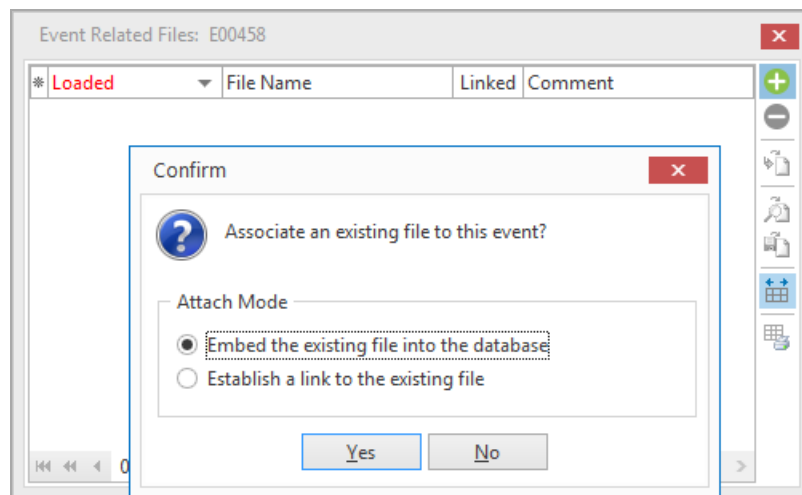 Event Related Files: E00458
* Loaded File Name Linked Comment
Confirm
Associate an existing file to this event?
Attach Mode
Embed the existing file into the database
Establish a link to the existing file
Yes No
0